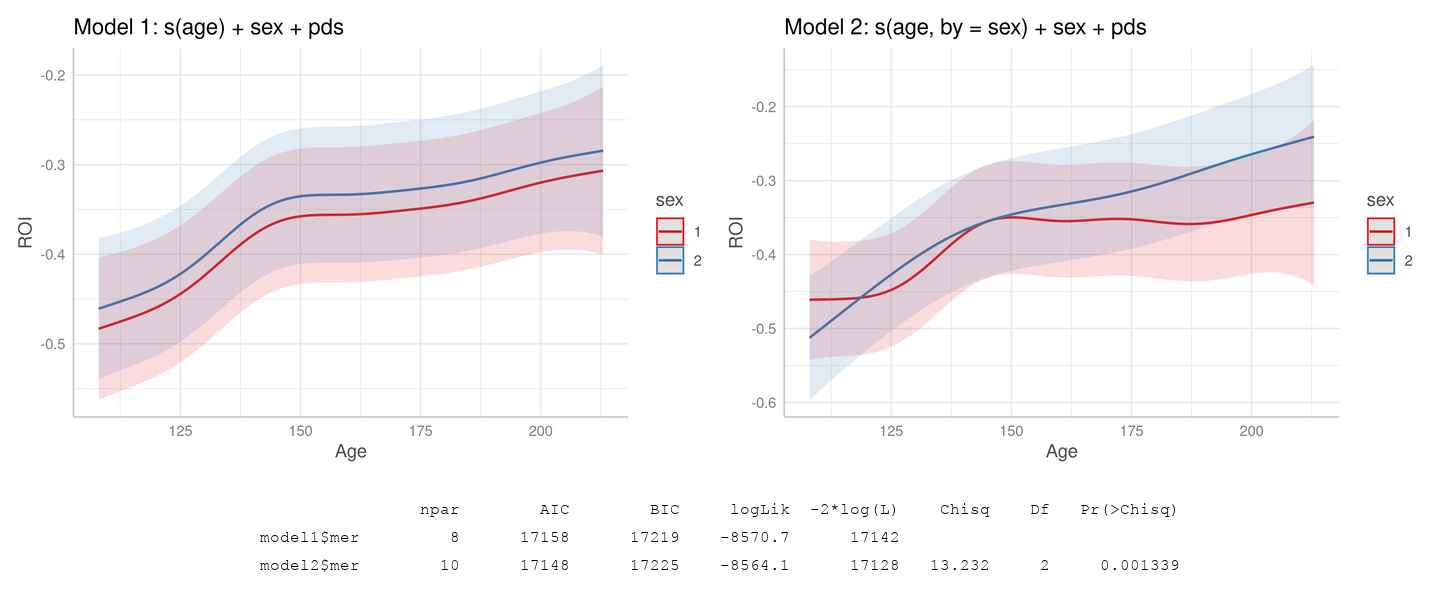 Model 1: s(age) + sex + pds
-0.2
-0.3
-0.4
-0.5
ROI
125 150 175 200
Age
sex
1
2
Model 2: s(age, by = sex) + sex + pds
-0.2
-0.3
-0.4
-0.5
-0.6
ROI
125 150 175 200
Age
sex
1
2
npar AIC BIC logLik -2*log(L) Chisq Df Pr(>Chisq)
model1$mer 8 17158 17219 -8570.7 17142
model2$mer 10 17148 17225 -8564.1 17128 13.232 2 0.001339